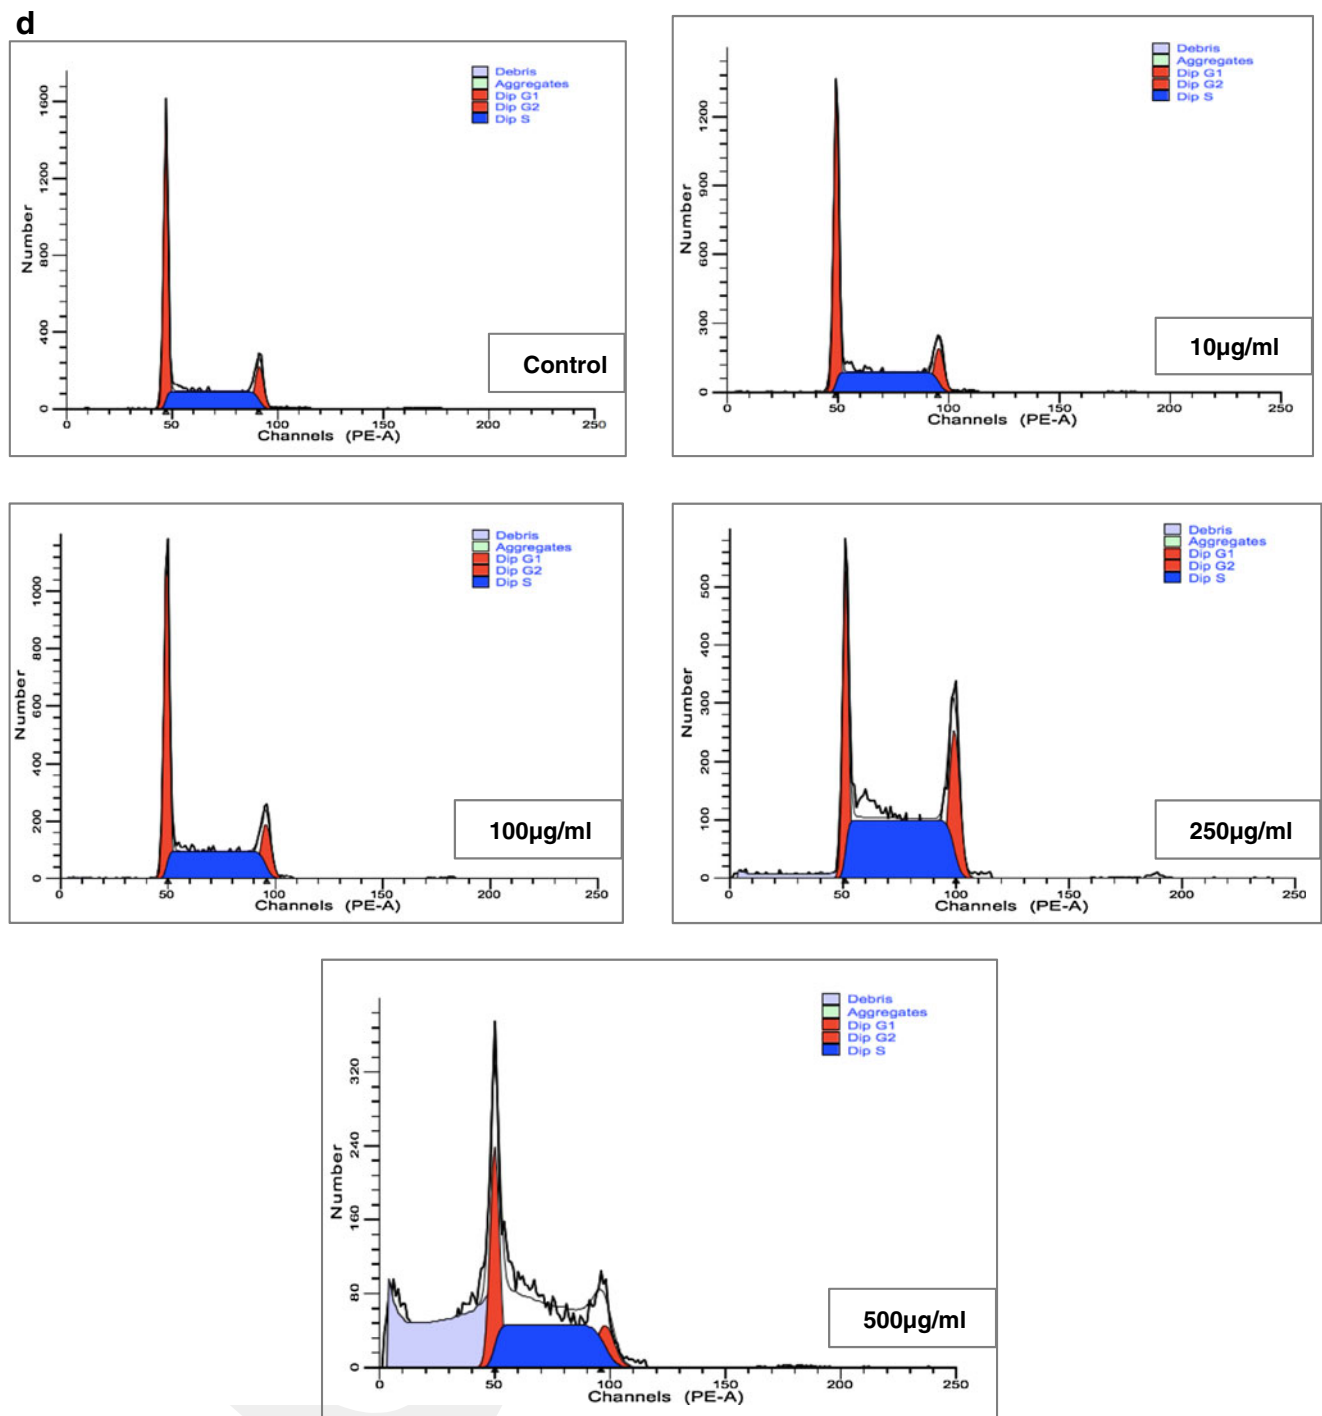 d
Debris
Aggregates
Dip G1
Dip G2
Dip S
Number
0 400 800 1200 1600
0 50 100 150 200 250
Channels (PE-A)
Control
Debris
Aggregates
Dip G1
Dip G2
Dip S
Number
0 300 600 900 1200
0 50 100 150 200 250
Channels (PE-A)
10µg/ml
Debris
Aggregates
Dip G1
Dip G2
Dip S
Number
0 200 400 600 800 1000
0 50 100 150 200 250
Channels (PE-A)
100µg/ml
Debris
Aggregates
Dip G1
Dip G2
Dip S
Number
0 100 200 300 400 500
0 50 100 150 200 250
Channels (PE-A)
250µg/ml
Debris
Aggregates
Dip G1
Dip G2
Dip S
Number
0 80 160 240 320
0 50 100 150 200 250
Channels (PE-A)
500µg/ml